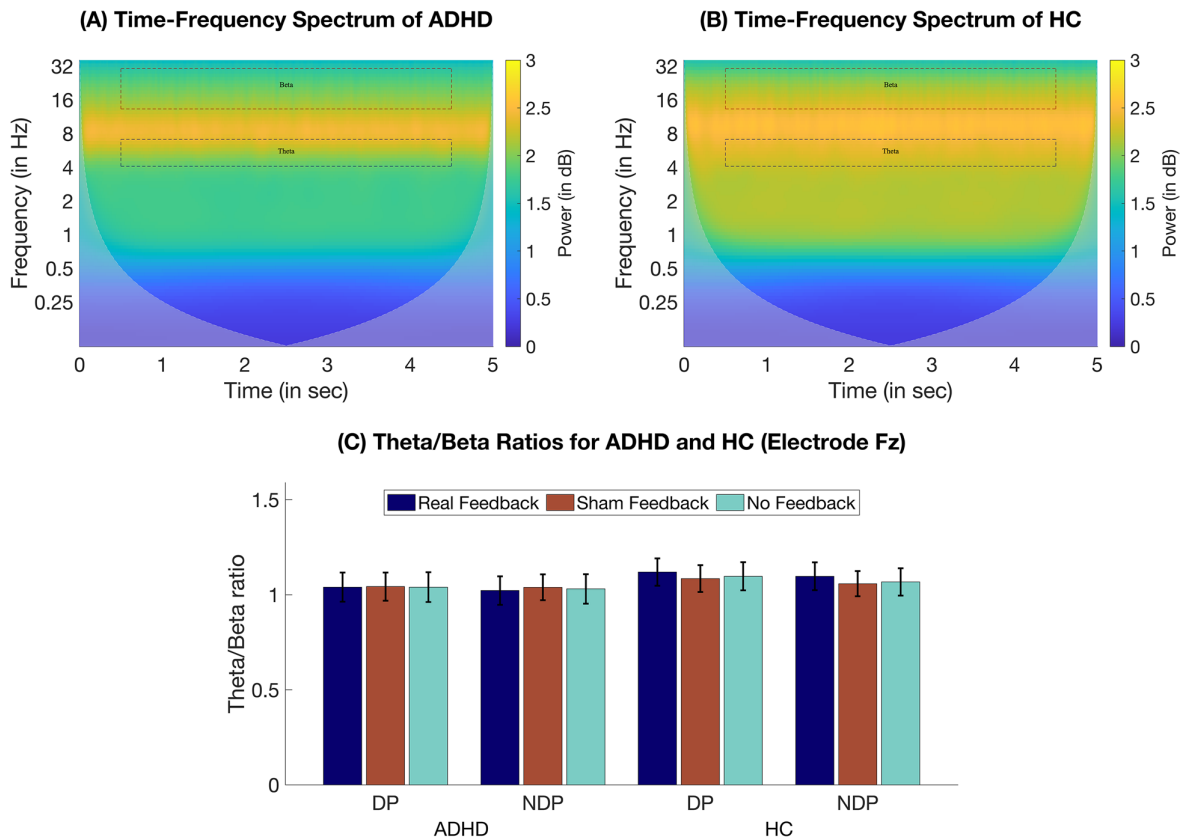 (A) Time-Frequency Spectrum of ADHD
32
16
8
4
2
1
0.5
0.25
Frequency (in Hz)
Beta
Theta
0 1 2 3 4 5
Time (in sec)
3
2.5
2
1.5
1
0.5
0
Power (in dB)
(B) Time-Frequency Spectrum of HC
32
16
8
4
2
1
0.5
0.25
Frequency (in Hz)
Beta
Theta
0 1 2 3 4 5
Time (in sec)
3
2.5
2
1.5
1
0.5
0
Power (in dB)
(C) Theta/Beta Ratios for ADHD and HC (Electrode Fz)
Real Feedback Sham Feedback No Feedback
1.5
1
0.5
0
Theta/Beta ratio
DP NDP DP NDP
ADHD HC